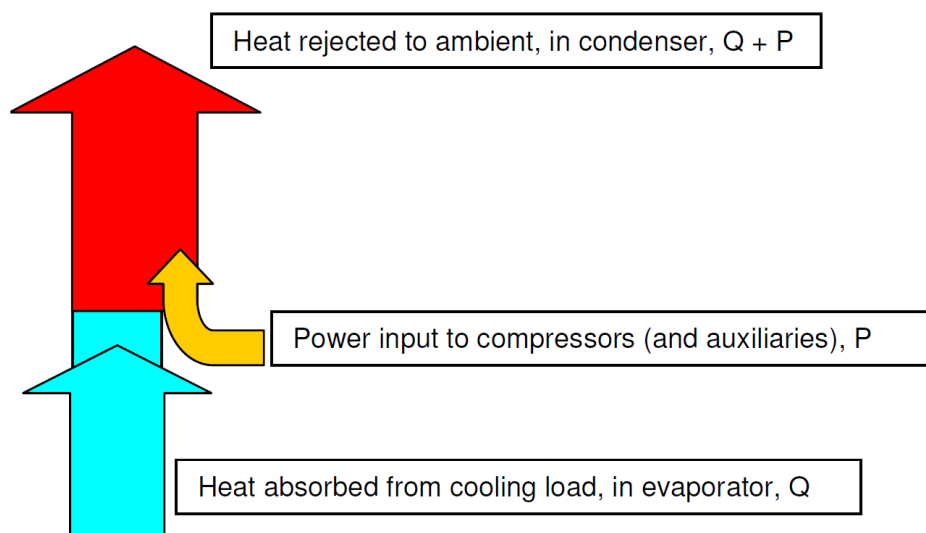 Heat rejected to ambient, in condenser, Q + P
Power input to compressors (and auxiliaries), P
Heat absorbed from cooling load, in evaporator, Q